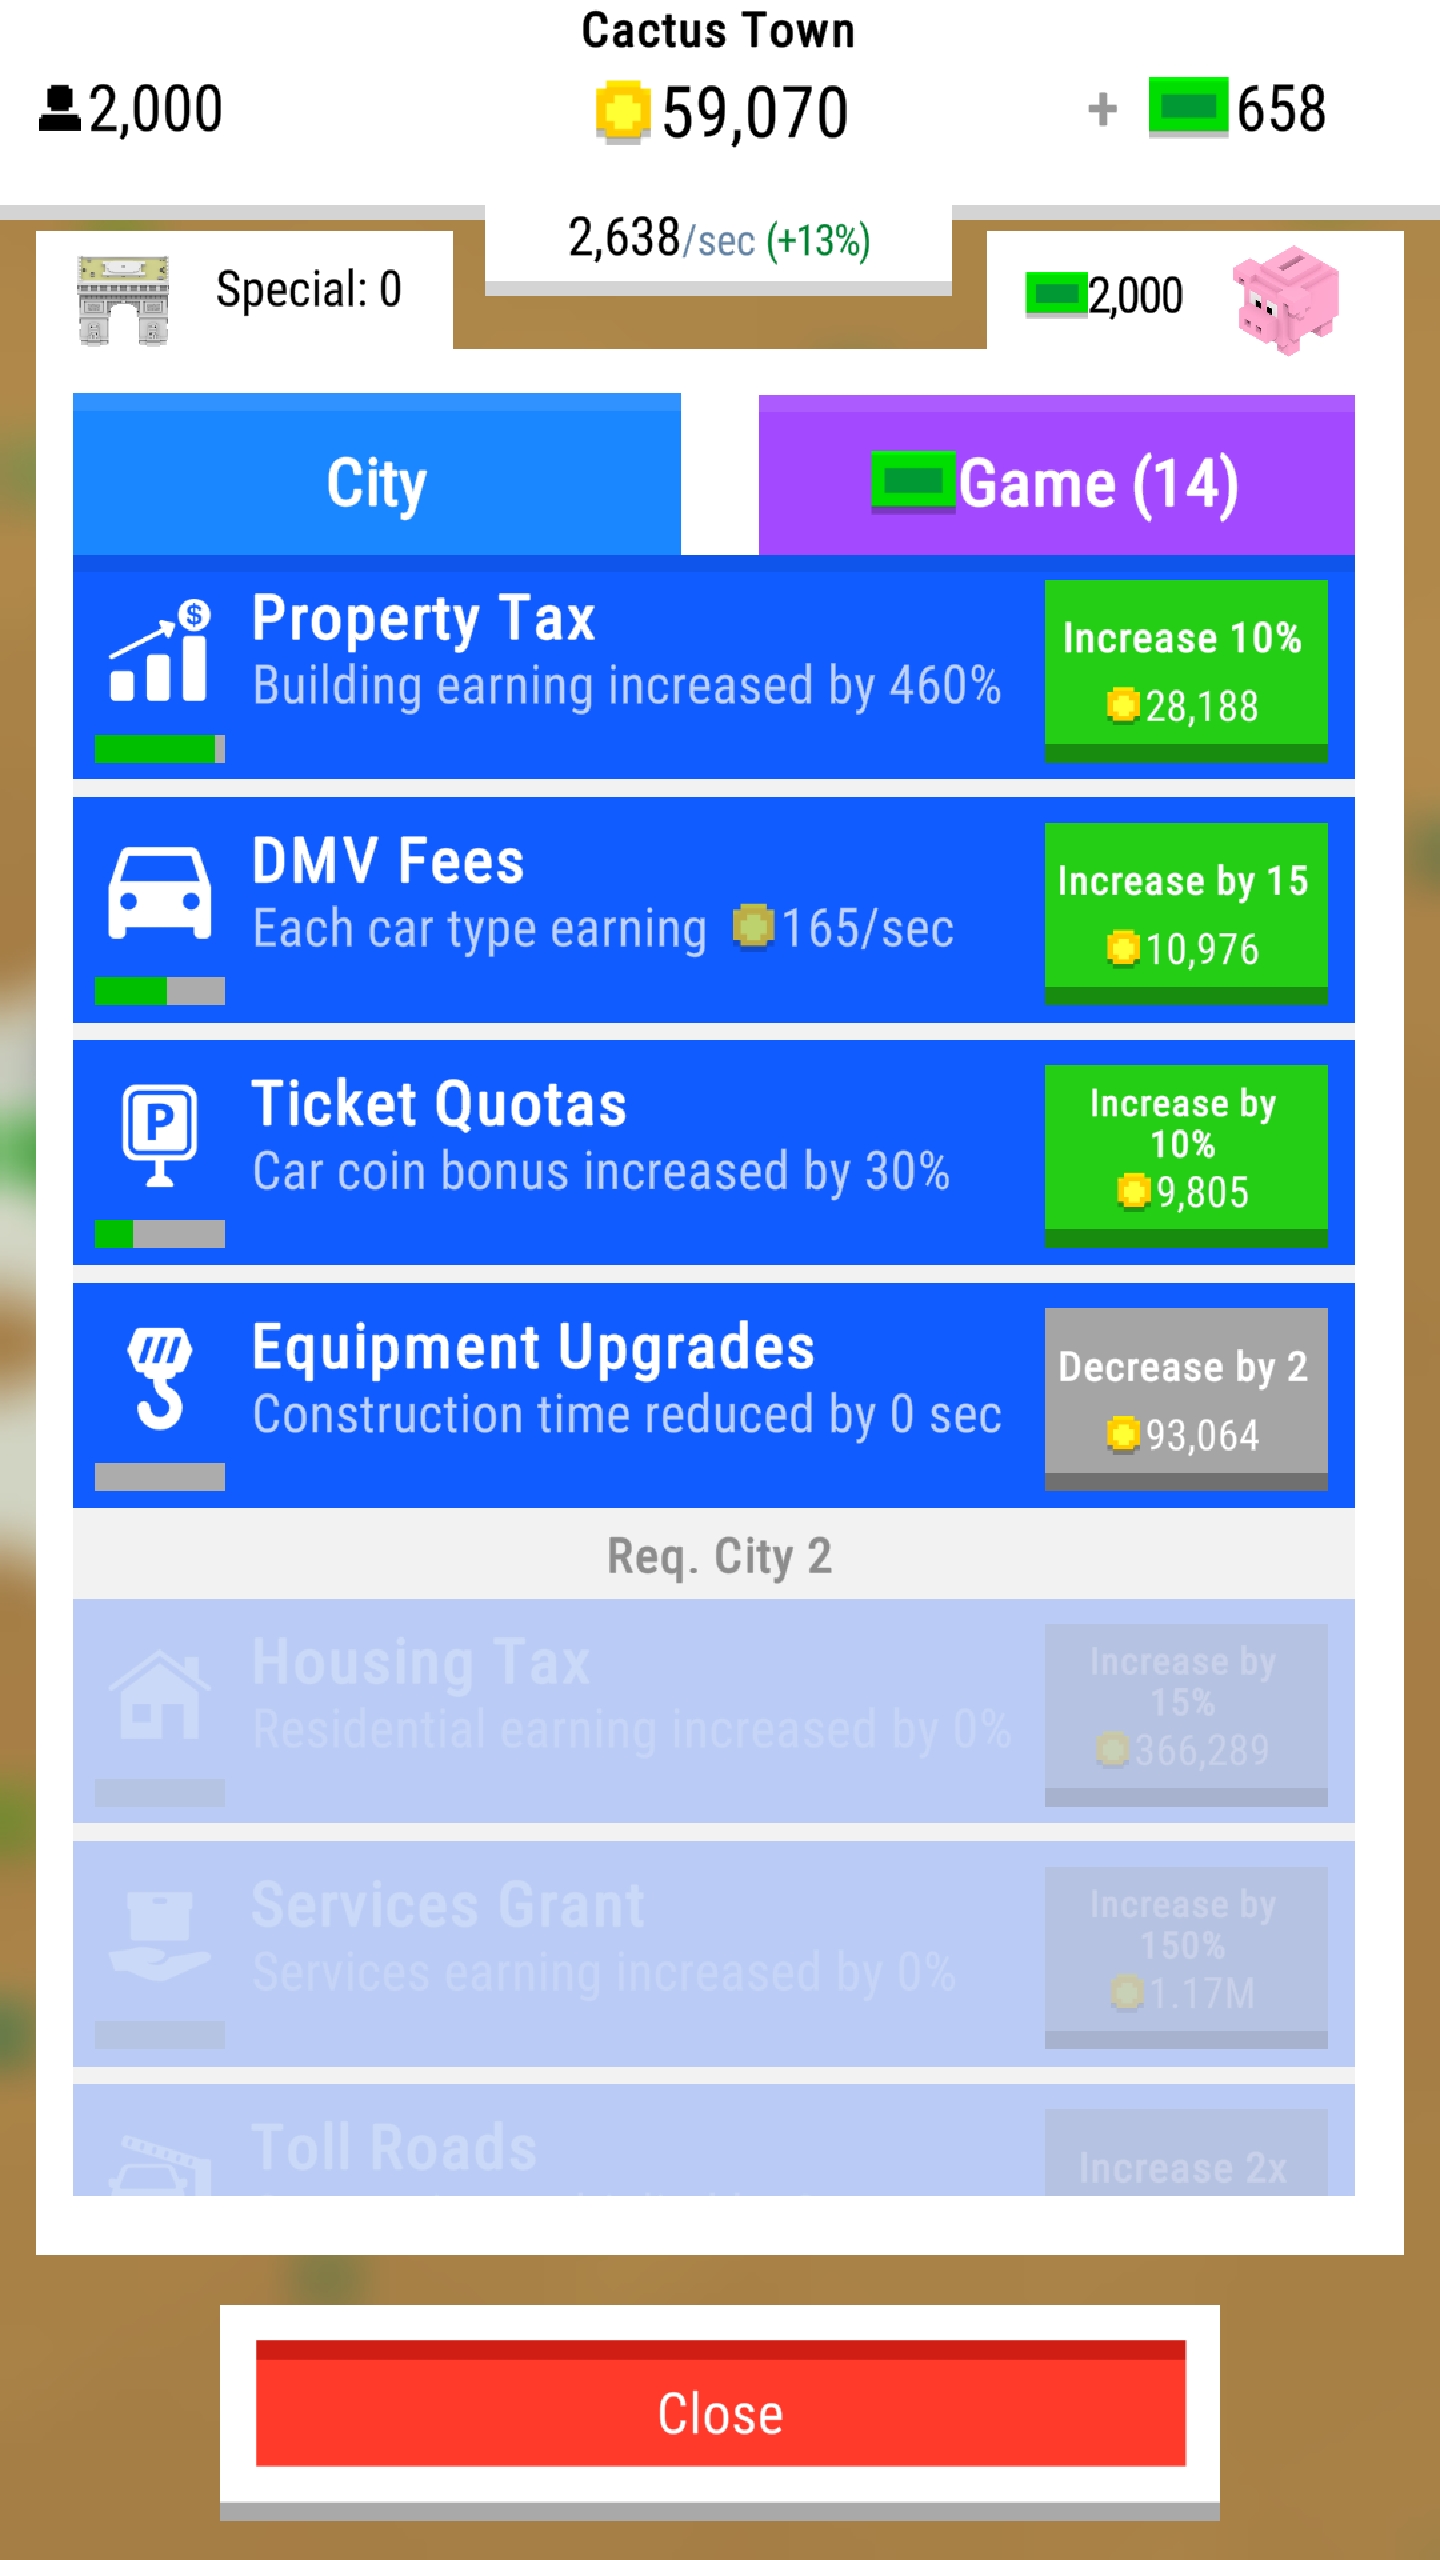 Cactus Town
2,000
59,070
+ 658
2,638/sec (+13%)
Special: 0
2,000
City
Game (14)
Property Tax
Building earning increased by 460%
Increase 10%
28,188
DMV Fees
Each car type earning 165/sec
Increase by 15
10,976
Ticket Quotas
Car coin bonus increased by 30%
Increase by
10%
9,805
Equipment Upgrades
Construction time reduced by 0 sec
Decrease by 2
93,064
Req. City 2
Housing Tax
Residential earning increased by 0%
Increase by
15%
366,289
Services Grant
Services earning increased by 0%
Increase by
150%
1.17M
Toll Roads
Increase 2x
Close